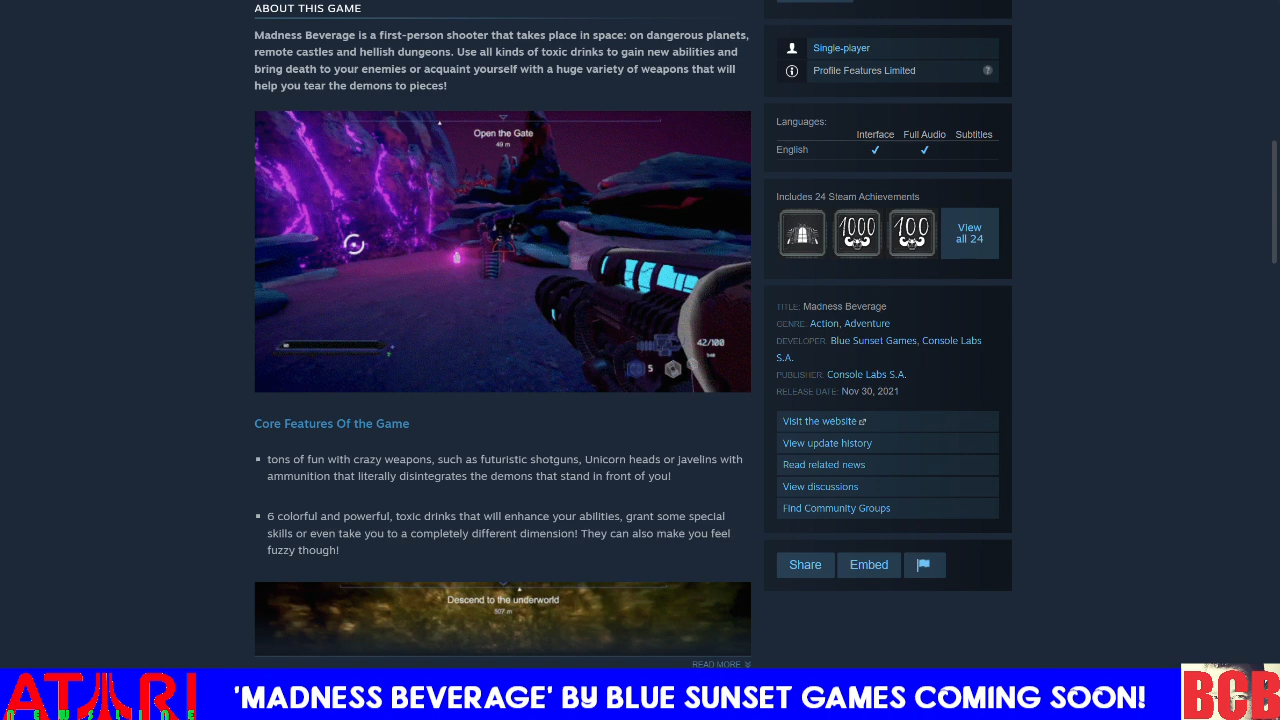 ABOUT THIS GAME
Madness Beverage is a first-person shooter that takes place in space: on dangerous planets,
remote castles and hellish dungeons. Use all kinds of toxic drinks to gain new abilities and
bring death to your enemies or acquaint yourself with a huge variety of weapons that will
help you tear the demons to pieces!
Open the Gate
49 m
42/100
5
Core Features Of the Game
tons of fun with crazy weapons, such as futuristic shotguns, Unicorn heads or javelins with
ammunition that literally disintegrates the demons that stand in front of you!
6 colorful and powerful, toxic drinks that will enhance your abilities, grant some special
skills or even take you to a completely different dimension! They can also make you feel
fuzzy though!
Descend to the underworld
507 m
READ MORE
Single-player
Profile Features Limited
?
Languages:
Interface Full Audio Subtitles
English ✔ ✔
Includes 24 Steam Achievements
1000
100
View
all 24
TITLE: Madness Beverage
GENRE: Action, Adventure
DEVELOPER: Blue Sunset Games, Console Labs
S.A.
PUBLISHER: Console Labs S.A.
RELEASE DATE: Nov 30, 2021
Visit the website
View update history
Read related news
View discussions
Find Community Groups
Share
Embed
ATARI
NEWSLINE
'MADNESS BEVERAGE' BY BLUE SUNSET GAMES COMING SOON!
BCB